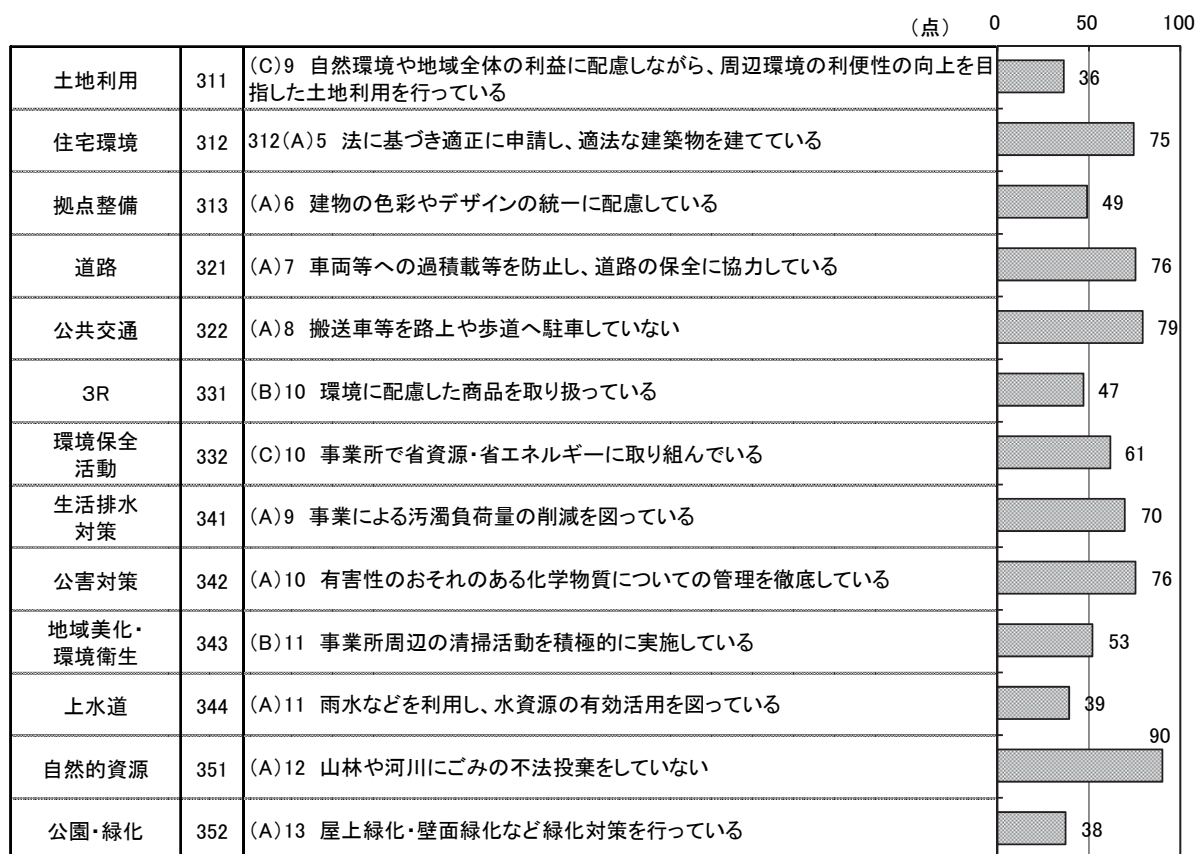 （点） 0 50 100
土地利用 311 (C)9 自然環境や地域全体の利益に配慮しながら、周辺環境の利便性の向上を目
指した土地利用を行っている 36
住宅環境 312 312(A)5 法に基づき適正に申請し、適法な建築物を建てている 75
拠点整備 313 (A)6 建物の色彩やデザインの統一に配慮している 49
道路 321 (A)7 車両等への過積載等を防止し、道路の保全に協力している 76
公共交通 322 (A)8 搬送車等を路上や歩道へ駐車していない 79
3R 331 (B)10 環境に配慮した商品を取り扱っている 47
環境保全
活動 332 (C)10 事業所で省資源・省エネルギーに取り組んでいる 61
生活排水
対策 341 (A)9 事業による汚濁負荷量の削減を図っている 70
公害対策 342 (A)10 有害性のおそれのある化学物質についての管理を徹底している 76
地域美化・
環境衛生 343 (B)11 事業所周辺の清掃活動を積極的に実施している 53
上水道 344 (A)11 雨水などを利用し、水資源の有効活用を図っている 39
自然的資源 351 (A)12 山林や河川にごみの不法投棄をしていない 90
公園・緑化 352 (A)13 屋上緑化・壁面緑化など緑化対策を行っている 38